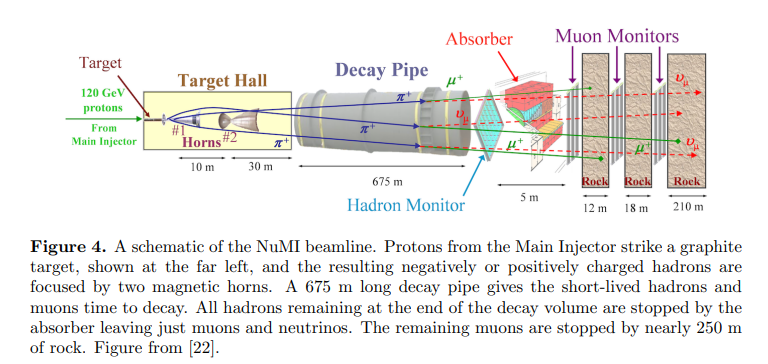 Absorber
Muon Monitors
Target
Target Hall
Decay Pipe
μ+
120 GeV
protons
π+
υμ
υμ
From
Main Injector
#1
Horns
#2
π+
π+
μ+
μ+
υμ
10 m
30 m
675 m
Hadron Monitor
5 m
Rock
Rock
Rock
12 m
18 m
210 m
Figure 4. A schematic of the NuMI beamline. Protons from the Main Injector strike a graphite
target, shown at the far left, and the resulting negatively or positively charged hadrons are
focused by two magnetic horns. A 675 m long decay pipe gives the short-lived hadrons and
muons time to decay. All hadrons remaining at the end of the decay volume are stopped by the
absorber leaving just muons and neutrinos. The remaining muons are stopped by nearly 250 m
of rock. Figure from [22].